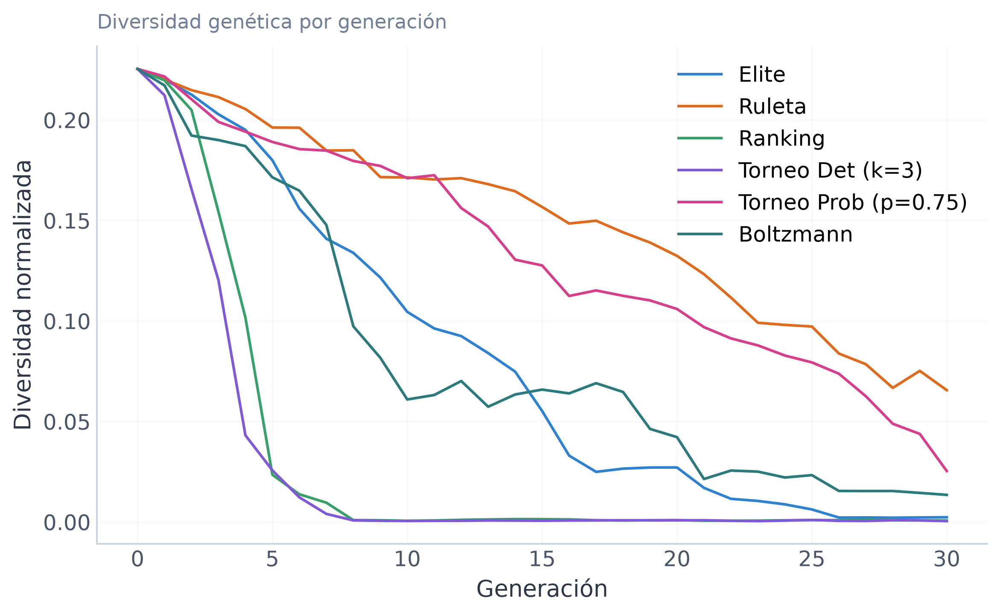 Diversidad genética por generación
Diversidad normalizada
0.20
0.15
0.10
0.05
0.00
Elite
Ruleta
Ranking
Torneo Det (k=3)
Torneo Prob (p=0.75)
Boltzmann
0 5 10 15 20 25 30
Generación